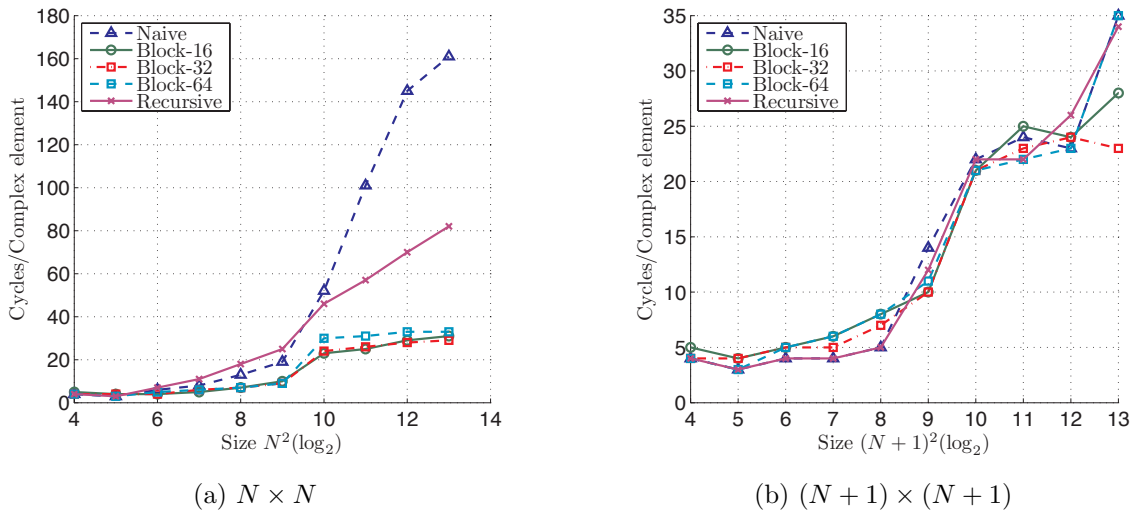 Cycles/Complex element
180
160
140
120
100
80
60
40
20
0
Naive
Block-16
Block-32
Block-64
Recursive
4 6 8 10 12 14
Size N²(log₂)
(a) N × N
Cycles/Complex element
35
30
25
20
15
10
5
0
Naive
Block-16
Block-32
Block-64
Recursive
4 5 6 7 8 9 10 11 12 13
Size (N + 1)²(log₂)
(b) (N + 1) × (N + 1)